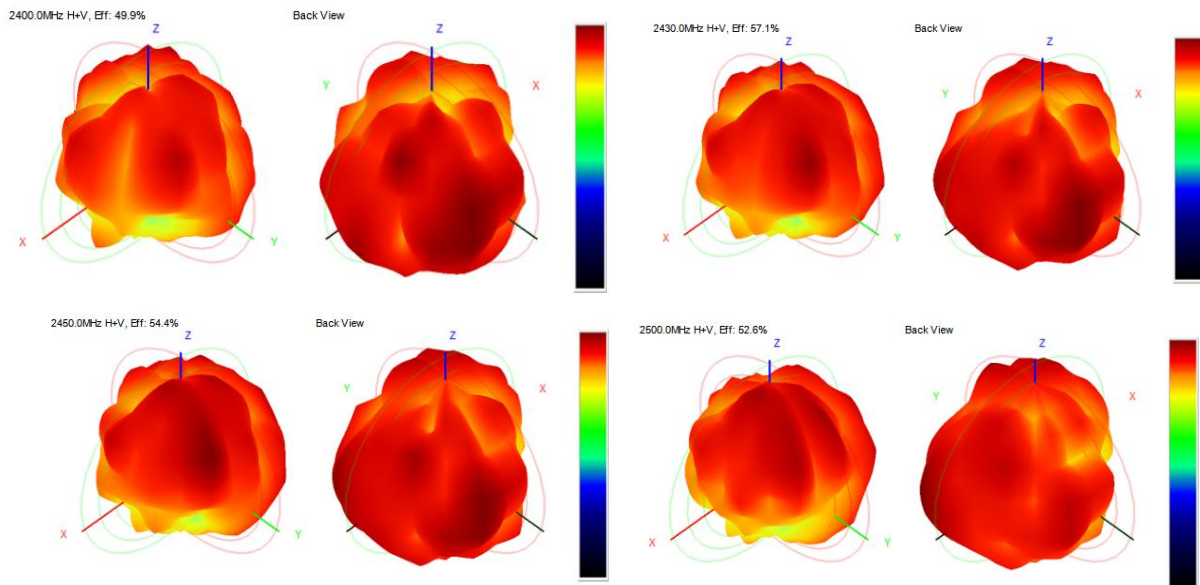 2400.0MHz H+V, Eff: 49.9%
Back View
Z
Z
Y
X
X
Y
2430.0MHz H+V, Eff: 57.1%
Back View
Z
Z
Y
X
X
Y
2450.0MHz H+V, Eff: 54.4%
Back View
Z
Z
Y
X
X
Y
2500.0MHz H+V, Eff: 52.6%
Back View
Z
Z
Y
X
X
Y